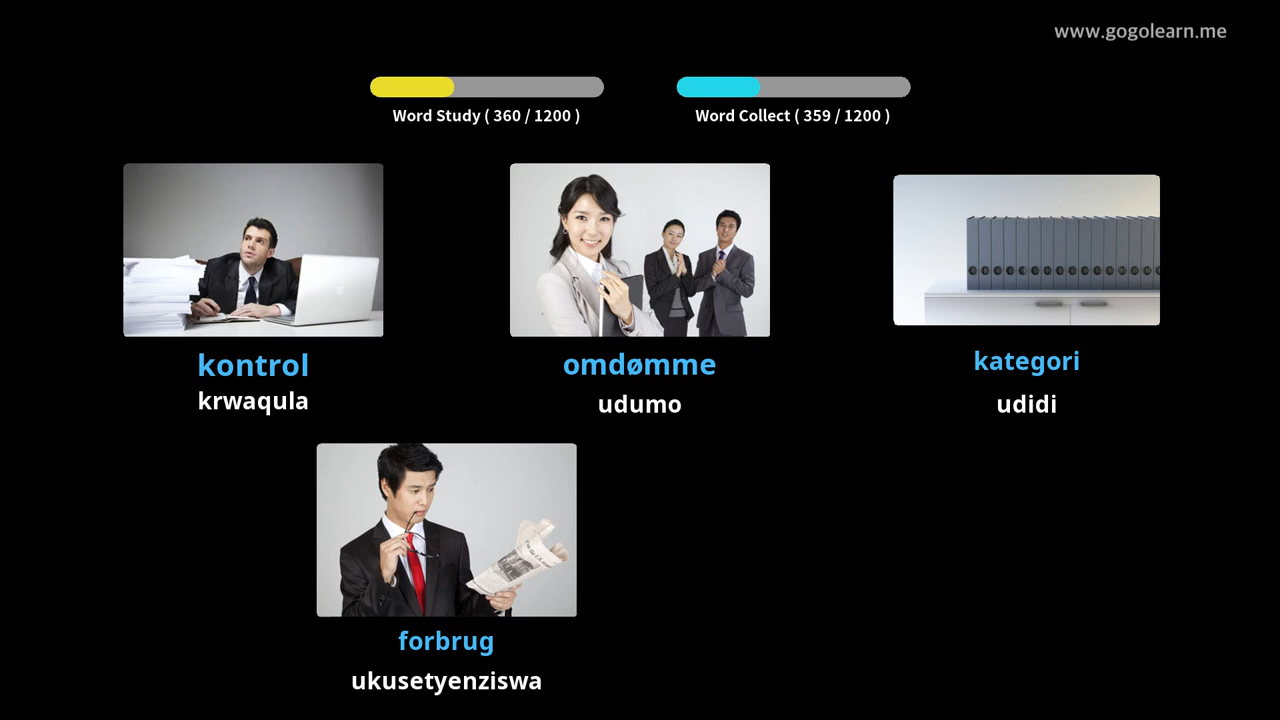 www.gogolearn.me
Word Study ( 360 / 1200 )
Word Collect ( 359 / 1200 )
kontrol
krwaqula
omdømme
udumo
kategori
udidi
forbrug
ukusetyenziswa